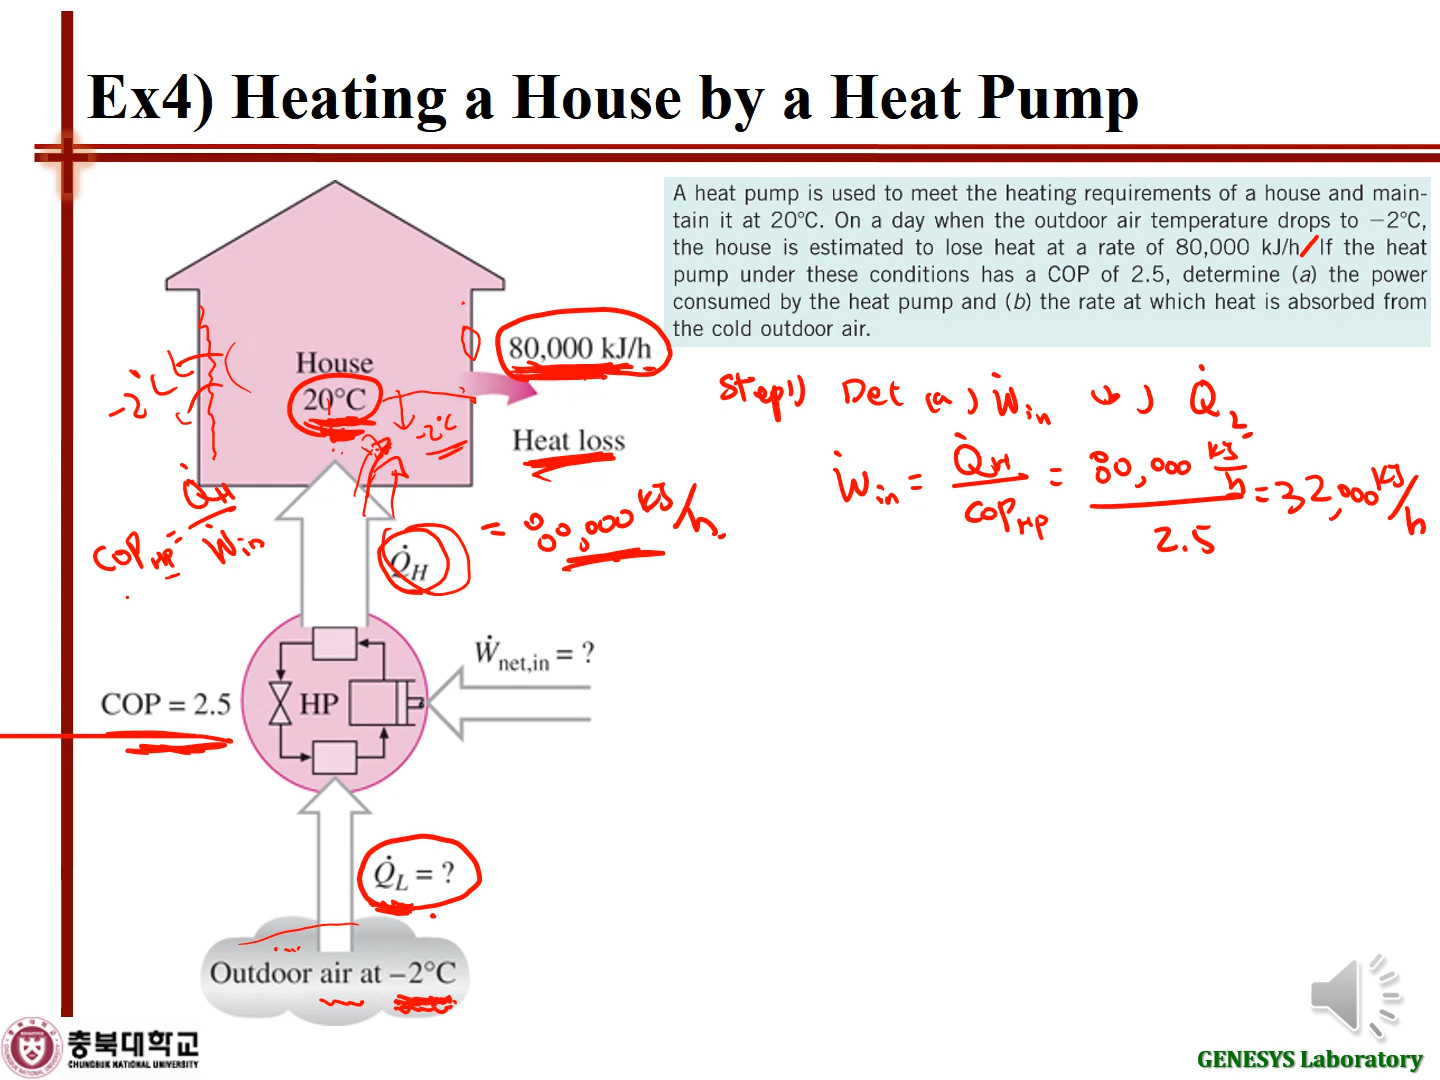 Ex4) Heating a House by a Heat Pump
A heat pump is used to meet the heating requirements of a house and main-
tain it at 20°C. On a day when the outdoor air temperature drops to −2°C,
the house is estimated to lose heat at a rate of 80,000 kJ/h. If the heat
pump under these conditions has a COP of 2.5, determine (a) the power
consumed by the heat pump and (b) the rate at which heat is absorbed from
the cold outdoor air.
House
20°C
80,000 kJ/h
Heat loss
-2°C
-2°C
Step1) Det (a) Ẇin (b) Q̇L
Ẇin = Q̇H / COPHP = 80,000 kJ/h / 2.5 = 32,000 kJ/h
COPHP = Q̇H / Ẇin
Q̇H = 80,000 kJ/h.
Ẇnet,in = ?
COP = 2.5
HP
Q̇L = ?
Outdoor air at −2°C
충북대학교
CHUNGBUK NATIONAL UNIVERSITY
GENESYS Laboratory